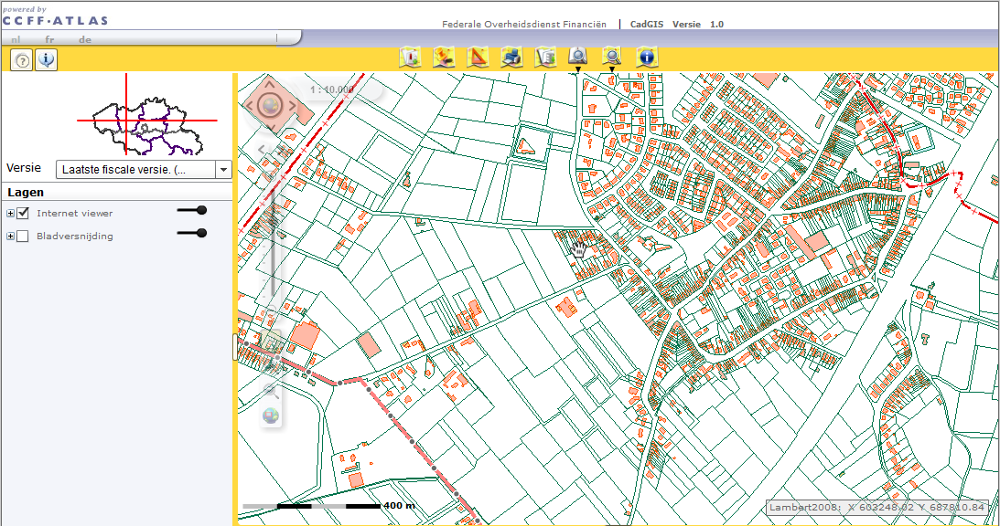 powered by
CCFF-ATLAS
Federale Overheidsdienst Financiën | CadGIS Versie 1.0
nl fr de
1 : 10.000
Versie Laatste fiscale versie. (...
Lagen
Internet viewer
Bladversnijding
400 m
Lambert2008: X 603248.02 Y 687810.84